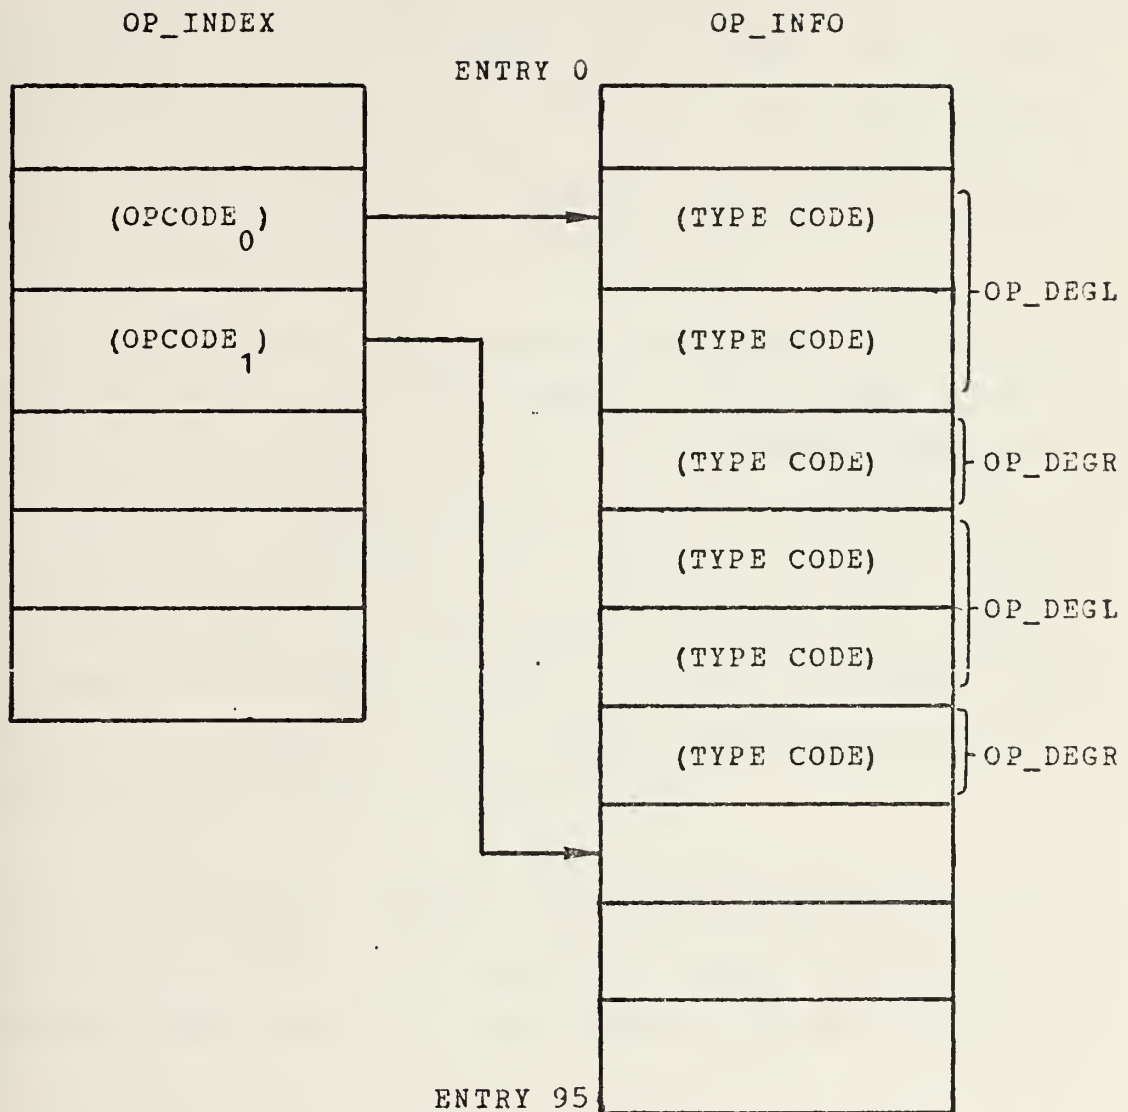 OP_INDEX
OP_INFO
ENTRY 0
(OPCODE0)
(TYPE CODE)
OP_DEGL
(OPCODE1)
(TYPE CODE)
(TYPE CODE)
OP_DEGR
(TYPE CODE)
OP_DEGL
(TYPE CODE)
(TYPE CODE)
OP_DEGR
ENTRY 95